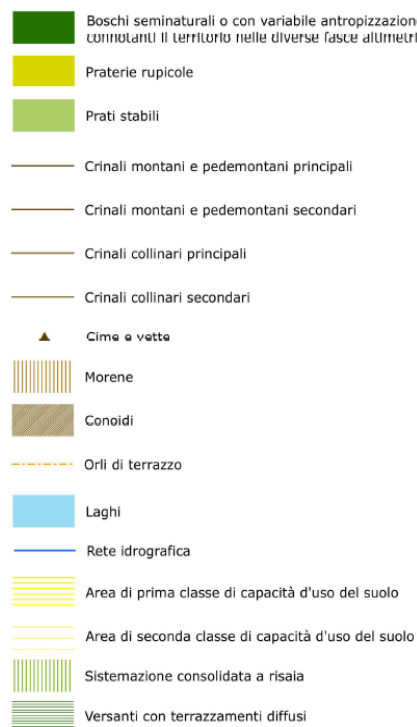 Boschi seminaturali o con variabile antropizzazione
connotanti il territorio nelle diverse fasce altimetri
Praterie rupicole
Prati stabili
Crinali montani e pedemontani principali
Crinali montani e pedemontani secondari
Crinali collinari principali
Crinali collinari secondari
Cime e vette
Morene
Conoidi
Orli di terrazzo
Laghi
Rete idrografica
Area di prima classe di capacità d'uso del suolo
Area di seconda classe di capacità d'uso del suolo
Sistemazione consolidata a risaia
Versanti con terrazzamenti diffusi